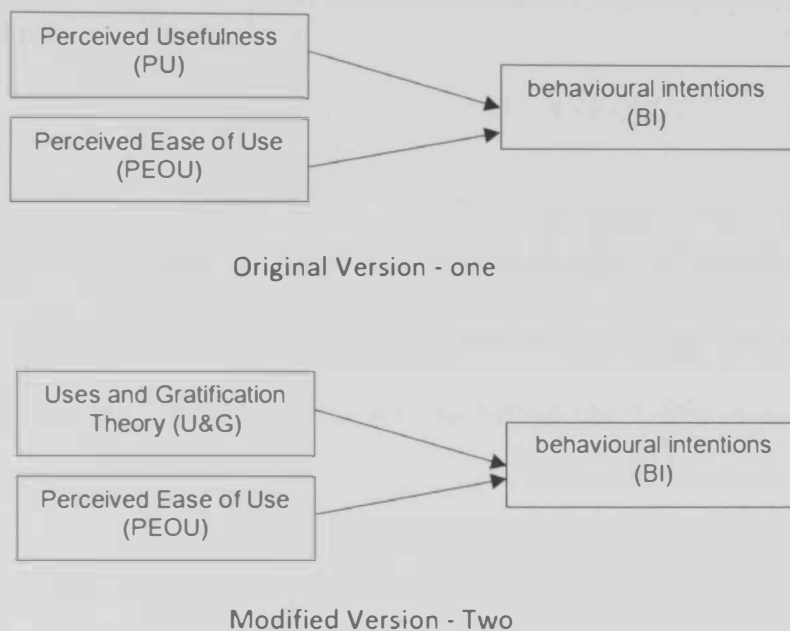 Perceived Usefulness
(PU)
behavioural intentions
(BI)
Perceived Ease of Use
(PEOU)
Original Version - one
Uses and Gratification
Theory (U&G)
behavioural intentions
(BI)
Perceived Ease of Use
(PEOU)
Modified Version - Two